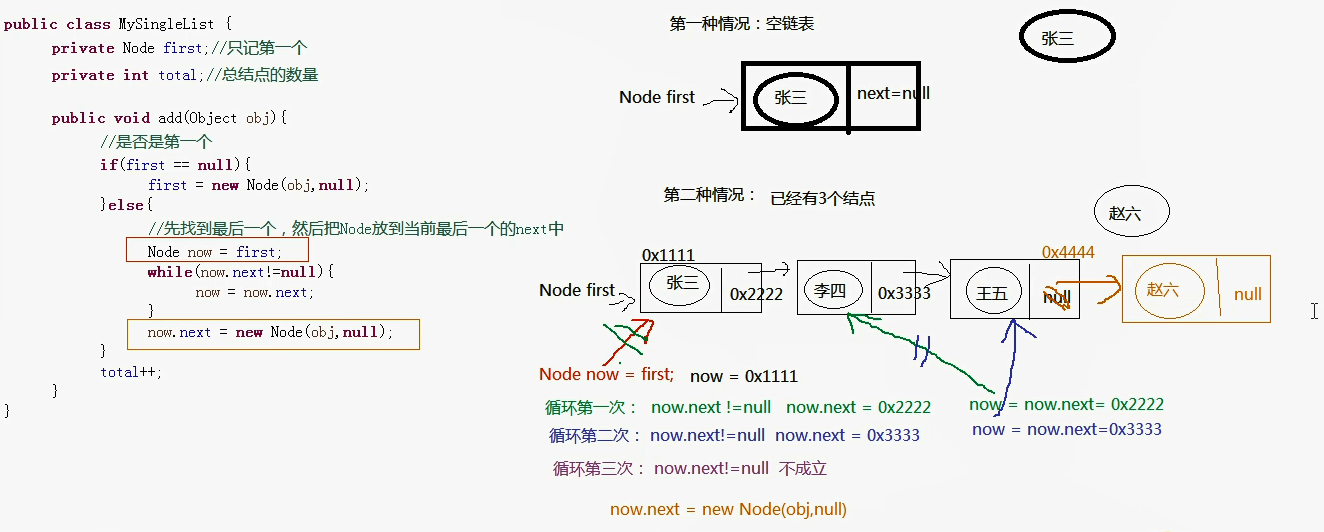 public class MySingleList {
private Node first;//只记第一个
private int total;//总结点的数量
public void add(Object obj){
//是否是第一个
if(first == null){
first = new Node(obj,null);
}else{
//先找到最后一个，然后把Node放到当前最后一个的next中
Node now = first;
while(now.next!=null){
now = now.next;
}
now.next = new Node(obj,null);
}
total++;
}
}
第一种情况：空链表
张三
Node first
张三
next=null
第二种情况： 已经有3个结点
赵六
0x1111
0x4444
Node first
张三
0x2222
李四
0x3333
王五
null
赵六
null
Node now = first; now = 0x1111
循环第一次： now.next !=null now.next = 0x2222 now = now.next= 0x2222
循环第二次： now.next!=null now.next = 0x3333 now = now.next=0x3333
循环第三次： now.next!=null 不成立
now.next = new Node(obj,null)